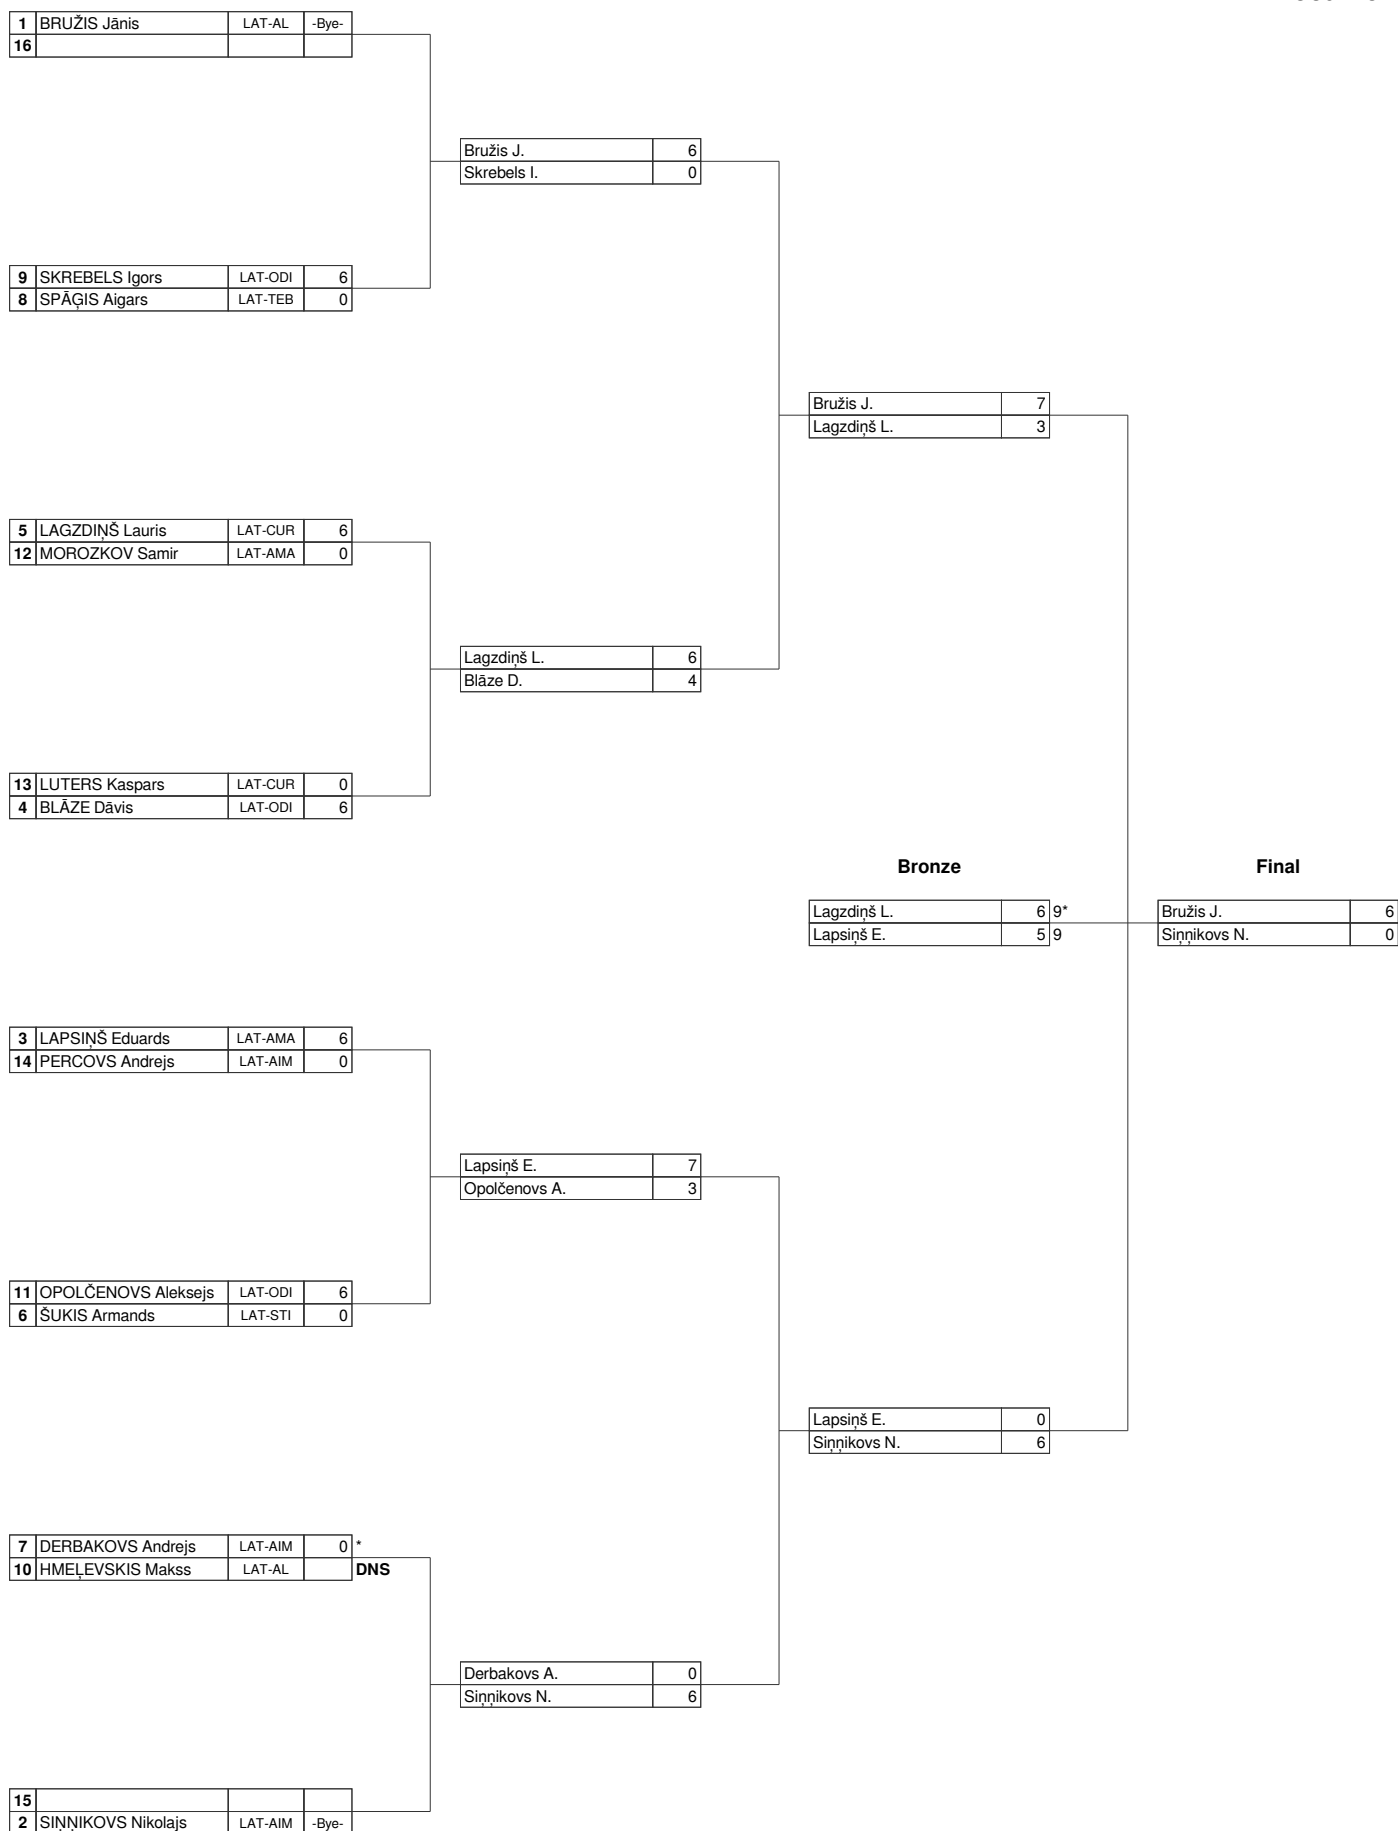 1 BRUŽIS Jānis LAT-AL -Bye-
16
Bružis J. 6
Skrebels I. 0
9 SKREBELS Igors LAT-ODI 6
8 SPĀĢIS Aigars LAT-TEB 0
Bružis J. 7
Lagzdiņš L. 3
5 LAGZDIŅŠ Lauris LAT-CUR 6
12 MOROZKOV Samir LAT-AMA 0
Lagzdiņš L. 6
Blāze D. 4
13 LUTERS Kaspars LAT-CUR 0
4 BLĀZE Dāvis LAT-ODI 6
Bronze Final
Lagzdiņš L. 6 9* Bružis J. 6
Lapsiņš E. 5 9 Siņņikovs N. 0
3 LAPSIŅŠ Eduards LAT-AMA 6
14 PERCOVS Andrejs LAT-AIM 0
Lapsiņš E. 7
Opolčenovs A. 3
11 OPOLČENOVS Aleksejs LAT-ODI 6
6 ŠUKIS Armands LAT-STI 0
Lapsiņš E. 0
Siņņikovs N. 6
7 DERBAKOVS Andrejs LAT-AIM 0 *
10 HMEĻEVSKIS Makss LAT-AL DNS
Derbakovs A. 0
Siņņikovs N. 6
15
2 SIŅŅIKOVS Nikolajs LAT-AIM -Bye-